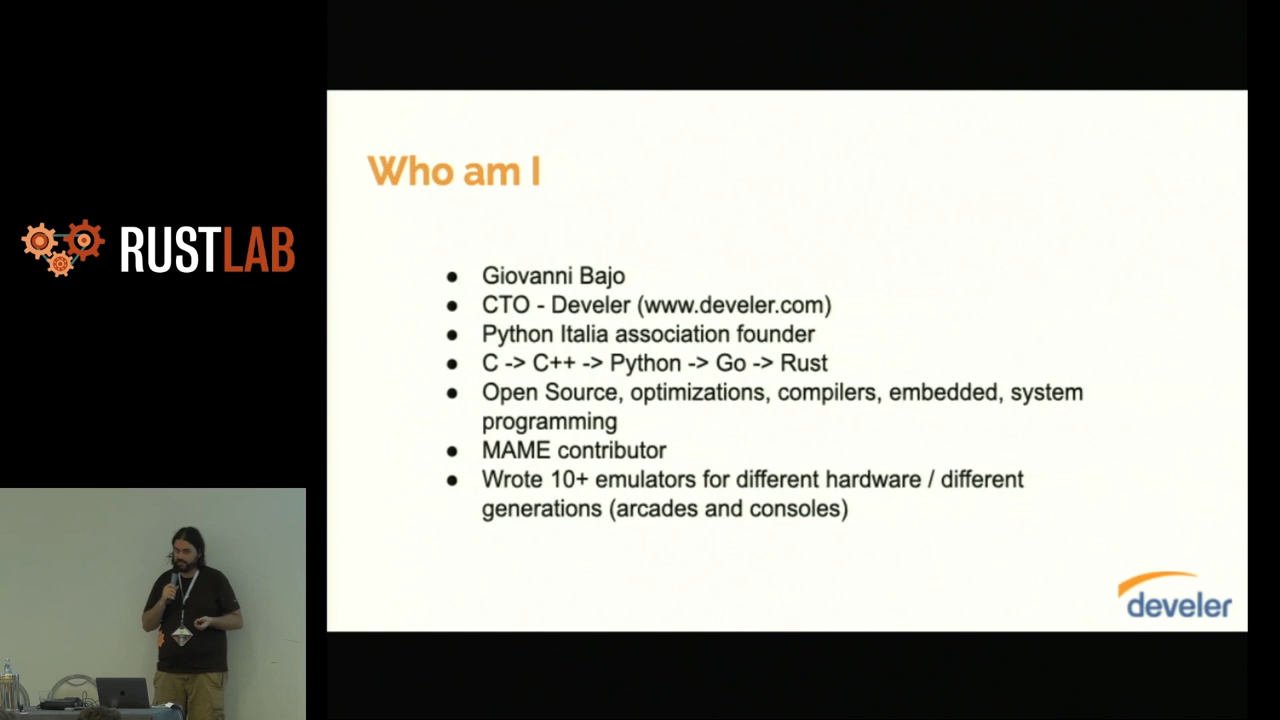 RUSTLAB
Who am I
● Giovanni Bajo
● CTO - Develer (www.develer.com)
● Python Italia association founder
● C -> C++ -> Python -> Go -> Rust
● Open Source, optimizations, compilers, embedded, system
programming
● MAME contributor
● Wrote 10+ emulators for different hardware / different
generations (arcades and consoles)
develer